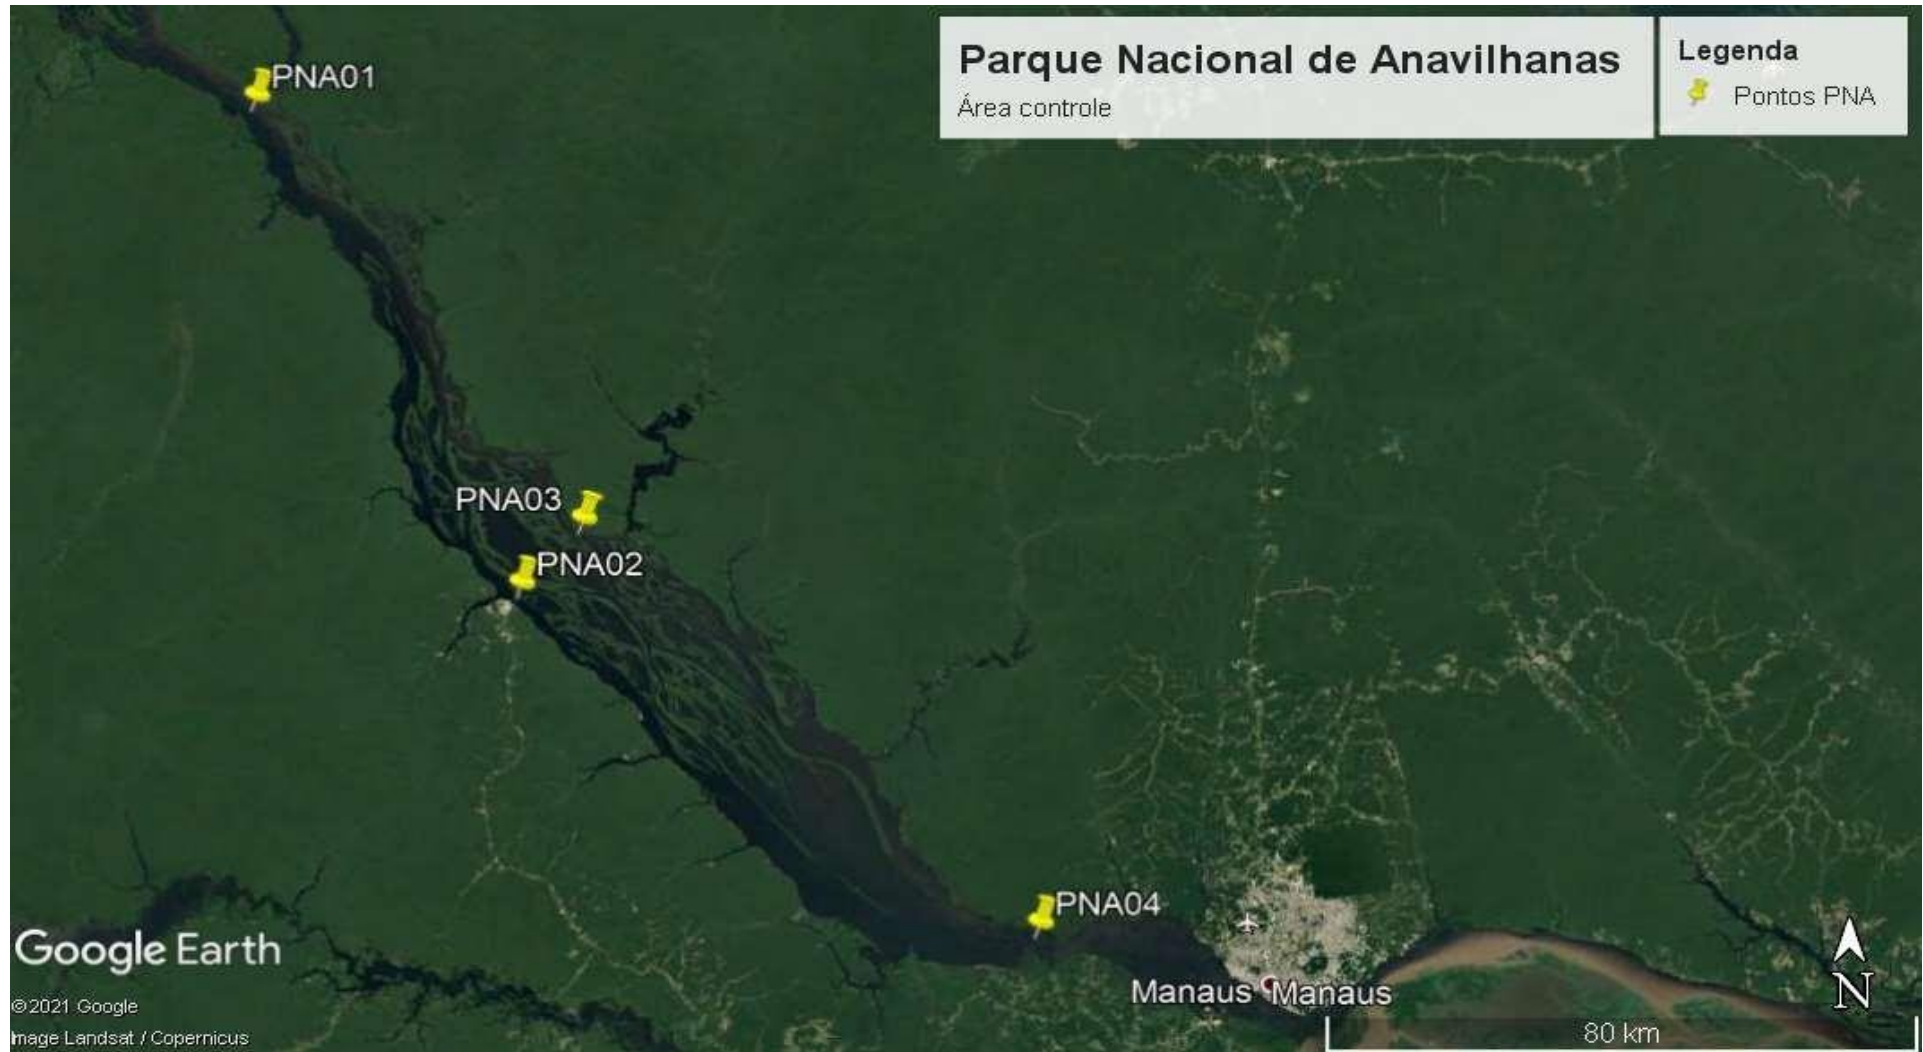 Parque Nacional de Anavilhanas
Área controle
Legenda
Pontos PNA
PNA01
PNA03
PNA02
PNA04
Manaus Manaus
Google Earth
©2021 Google
Image Landsat / Copernicus
N
80 km